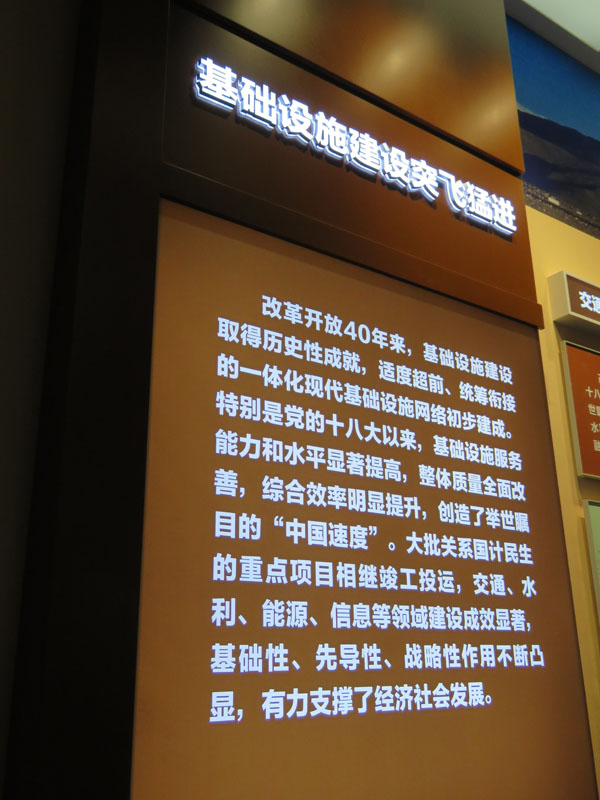 基础设施建设突飞猛进
改革开放40年来，基础设施建设
取得历史性成就，适度超前、统筹衔接
的一体化现代基础设施网络初步建成。
特别是党的十八大以来，基础设施服务
能力和水平显著提高，整体质量全面改
善，综合效率明显提升，创造了举世瞩
目的“中国速度”。大批关系国计民生
的重点项目相继竣工投运，交通、水
利、能源、信息等领域建设成效显著，
基础性、先导性、战略性作用不断凸
显，有力支撑了经济社会发展。
交通
十八
世
水